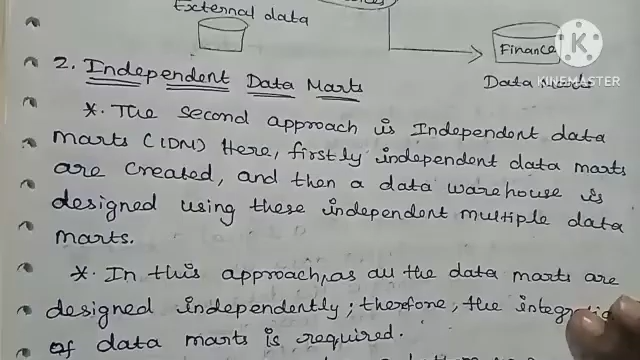 External data
Finance
Data Marts
KINEMASTER
2. Independent Data Marts
*. The second approach is Independent data
Marts (IDM) Here, firstly independent data marts
are created, and then a data warehouse is
designed using these independent multiple data
Marts.
*. In this approach, as all the data marts are
designed independently; therefore, the
of data marts is required.